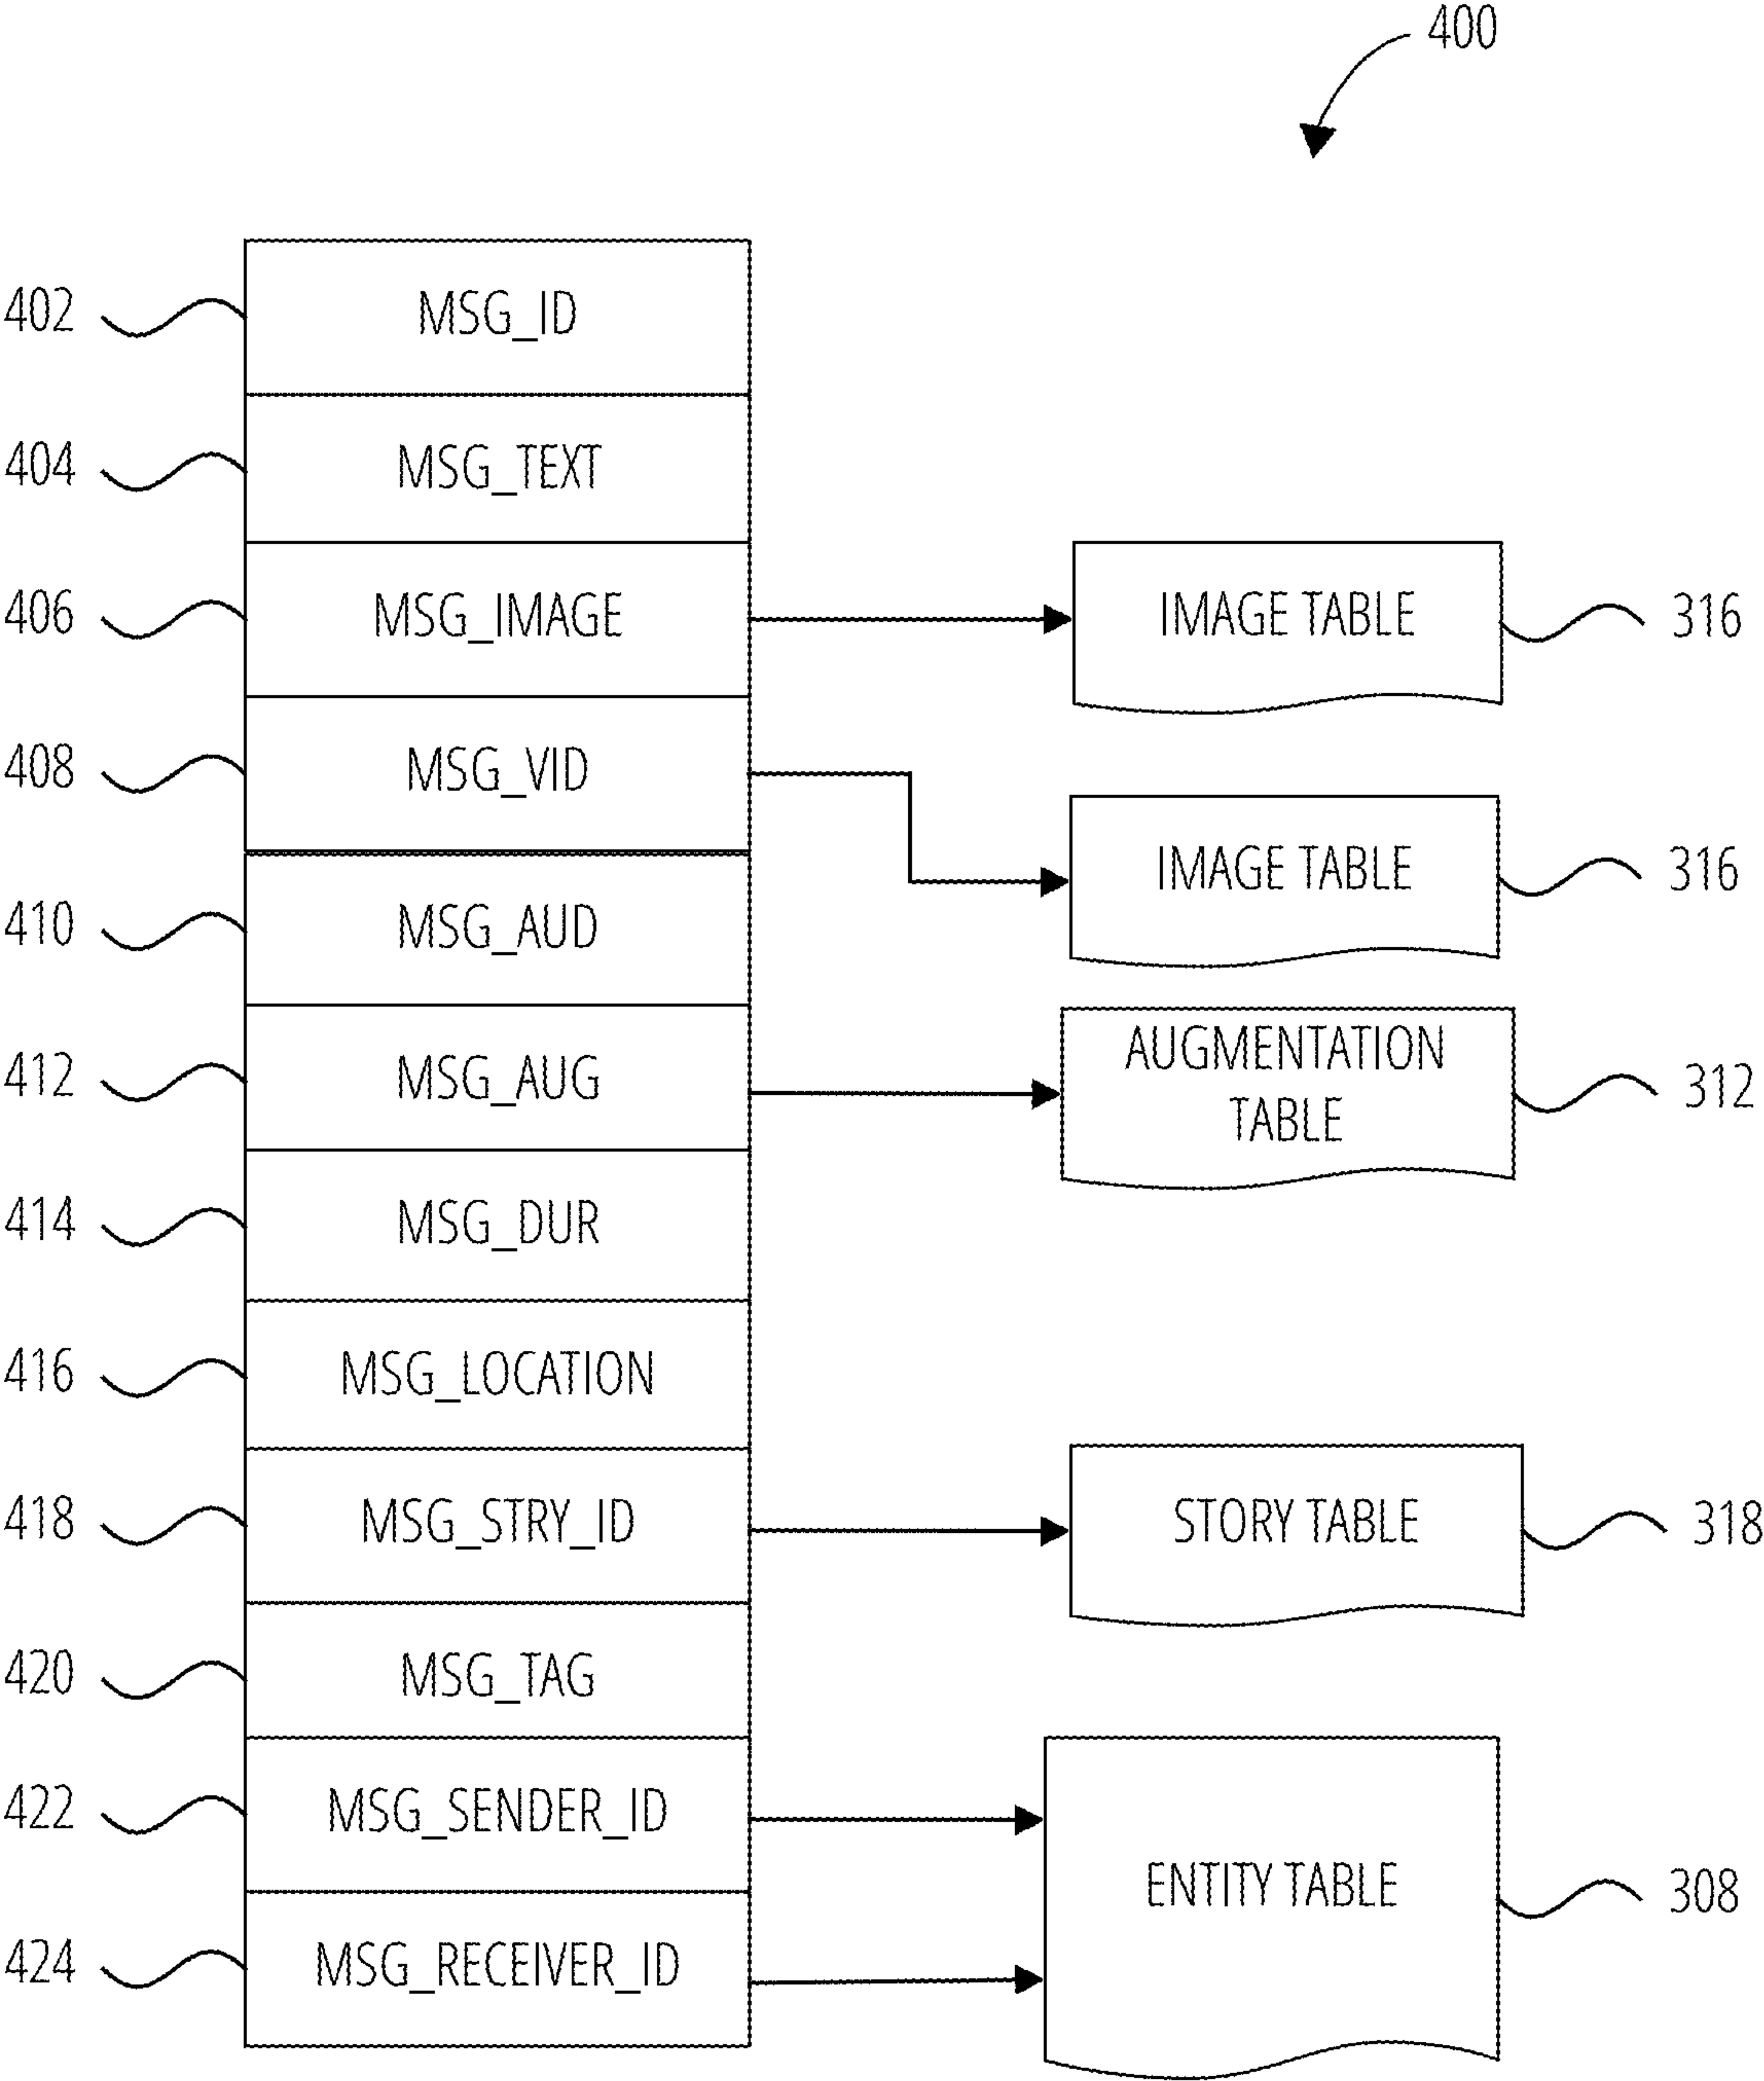 400
402 MSG_ID
404 MSG_TEXT
406 MSG_IMAGE IMAGE TABLE 316
408 MSG_VID
IMAGE TABLE 316
410 MSG_AUD
412 MSG_AUG AUGMENTATION
TABLE 312
414 MSG_DUR
416 MSG_LOCATION
418 MSG_STRY_ID STORY TABLE 318
420 MSG_TAG
422 MSG_SENDER_ID
ENTITY TABLE 308
424 MSG_RECEIVER_ID